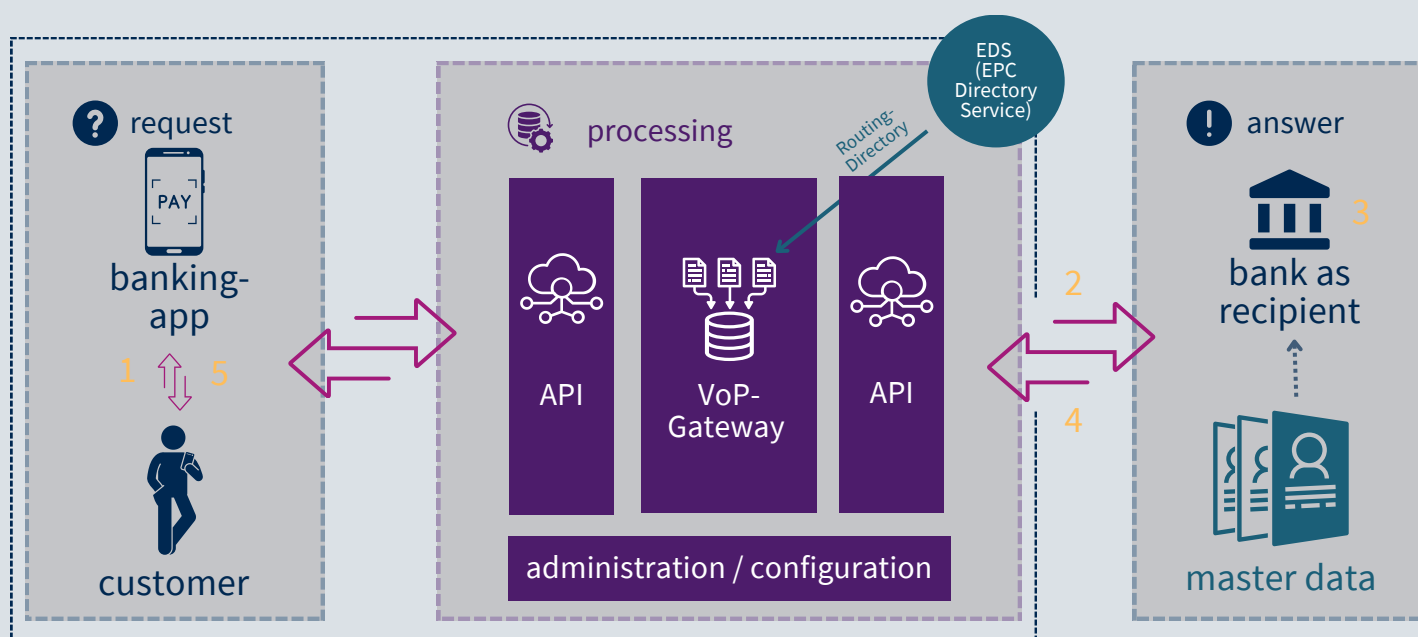 EDS
(EPC
Directory
Service)
? request
PAY
banking-
app
1
5
customer
processing
Routing-
Directory
API
VoP-
Gateway
API
administration / configuration
2
4
! answer
3
bank as
recipient
master data